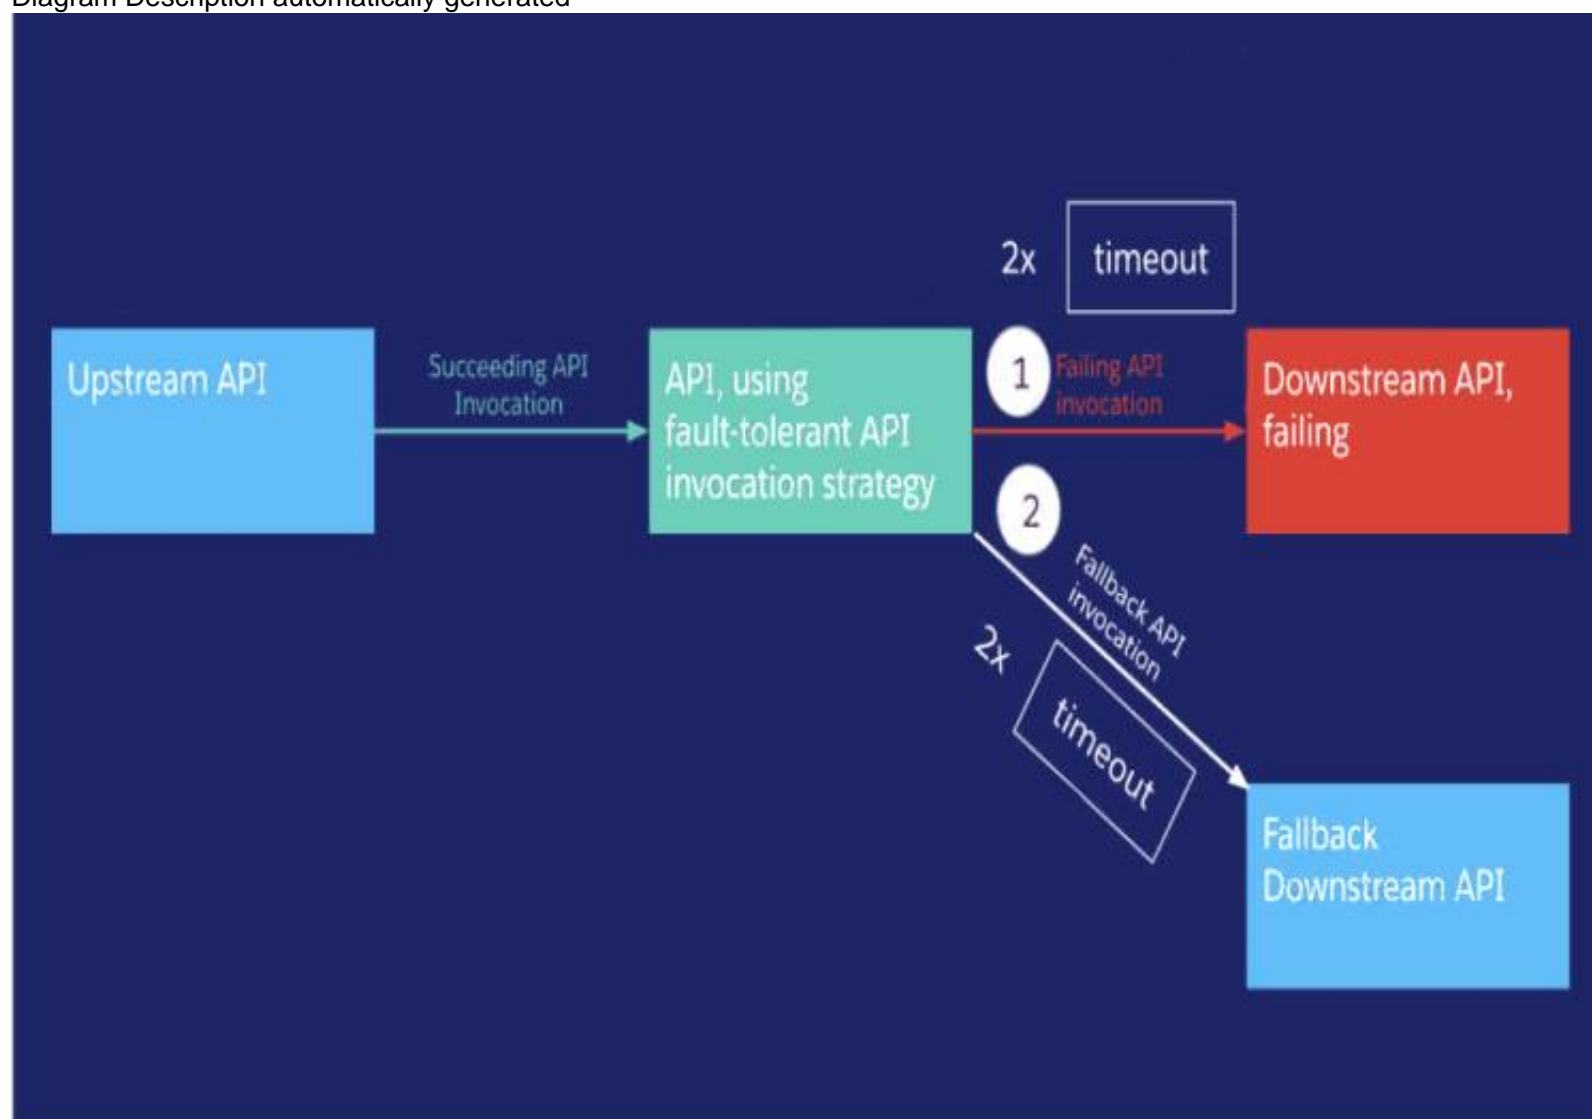 Diagram Description automatically generated
2x
timeout
Upstream API
Succeeding API
Invocation
API, using
fault-tolerant API
invocation strategy
1
Failing API
invocation
Downstream API,
failing
2
Fallback API
invocation
2x
timeout
Fallback
Downstream API